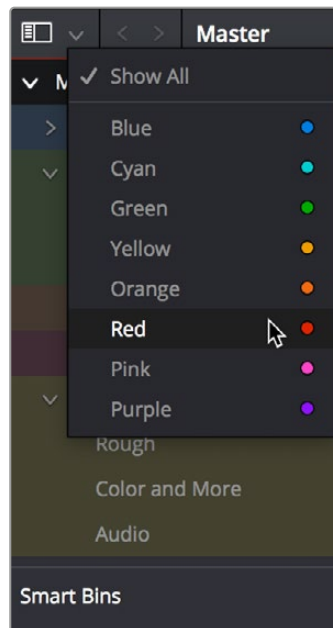 Master
M
Show All
Blue
Cyan
Green
Yellow
Orange
Red
Pink
Purple
Rough
Color and More
Audio
Smart Bins